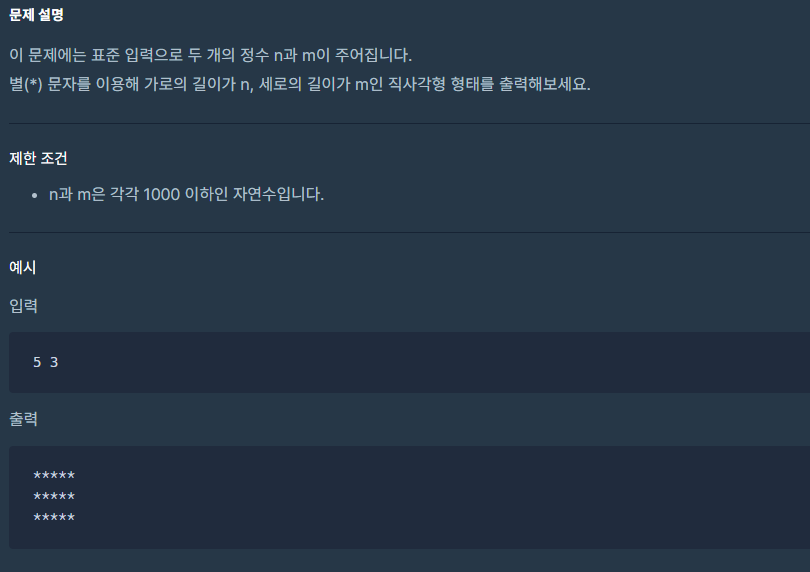 문제 설명
이 문제에는 표준 입력으로 두 개의 정수 n과 m이 주어집니다.
별(*) 문자를 이용해 가로의 길이가 n, 세로의 길이가 m인 직사각형 형태를 출력해보세요.
제한 조건
• n과 m은 각각 1000 이하인 자연수입니다.
예시
입력
5 3
출력
*****
*****
*****